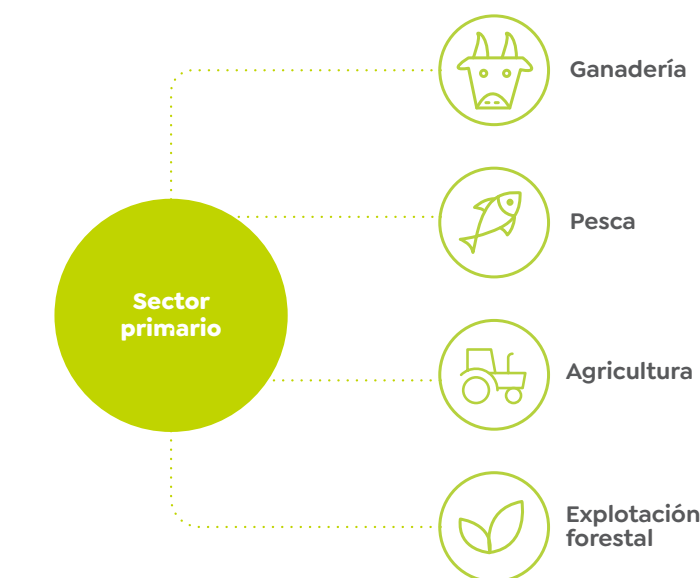 Ganadería
Pesca
Sector
primario
Agricultura
Explotación
forestal